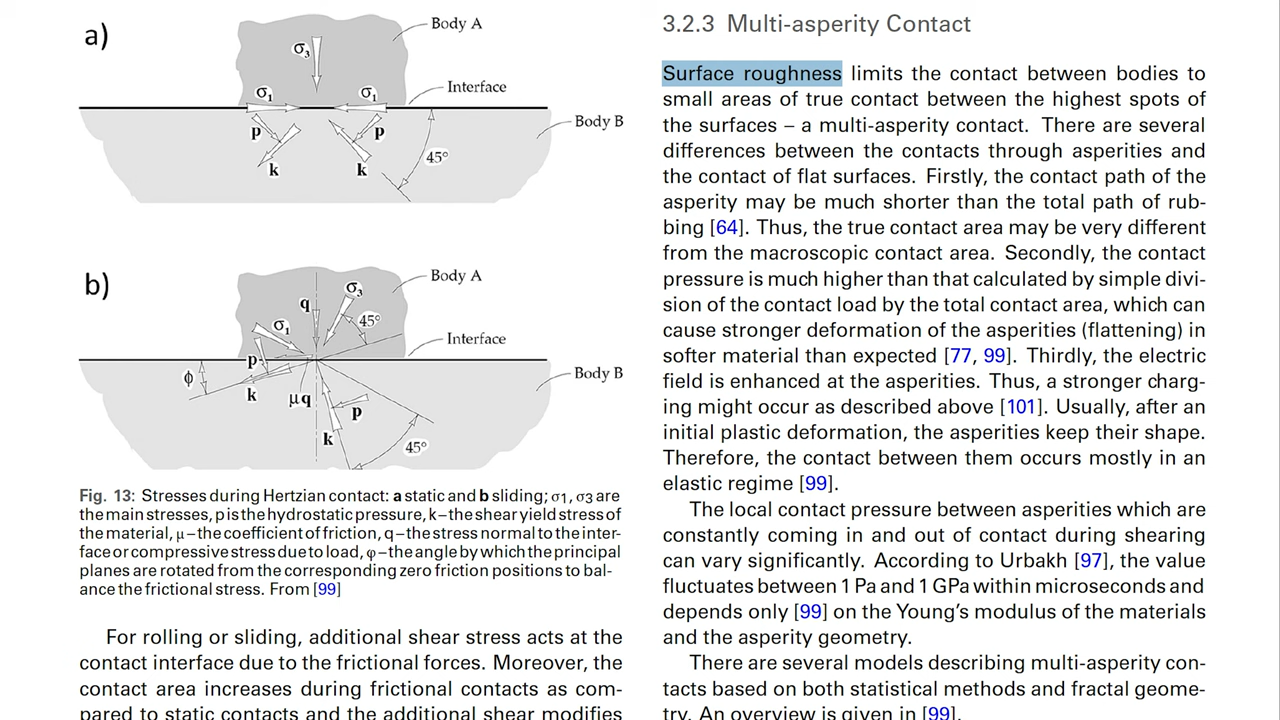 a)
Body A
σ3
Interface
σ1
σ1
Body B
p
p
k
k
45°
b)
Body A
σ3
q
σ1
45°
Interface
p
ϕ
Body B
k
μq
p
k
45°
Fig. 13: Stresses during Hertzian contact: a static and b sliding; σ1, σ3 are
the main stresses, p is the hydrostatic pressure, k – the shear yield stress of
the material, μ – the coefficient of friction, q – the stress normal to the inter-
face or compressive stress due to load, φ – the angle by which the principal
planes are rotated from the corresponding zero friction positions to bal-
ance the frictional stress. From [99]
For rolling or sliding, additional shear stress acts at the
contact interface due to the frictional forces. Moreover, the
contact area increases during frictional contacts as com-
pared to static contacts and the additional shear modifies
3.2.3 Multi-asperity Contact
Surface roughness limits the contact between bodies to
small areas of true contact between the highest spots of
the surfaces – a multi-asperity contact. There are several
differences between the contacts through asperities and
the contact of flat surfaces. Firstly, the contact path of the
asperity may be much shorter than the total path of rub-
bing [64]. Thus, the true contact area may be very different
from the macroscopic contact area. Secondly, the contact
pressure is much higher than that calculated by simple divi-
sion of the contact load by the total contact area, which can
cause stronger deformation of the asperities (flattening) in
softer material than expected [77, 99]. Thirdly, the electric
field is enhanced at the asperities. Thus, a stronger charg-
ing might occur as described above [101]. Usually, after an
initial plastic deformation, the asperities keep their shape.
Therefore, the contact between them occurs mostly in an
elastic regime [99].
The local contact pressure between asperities which are
constantly coming in and out of contact during shearing
can vary significantly. According to Urbakh [97], the value
fluctuates between 1 Pa and 1 GPa within microseconds and
depends only [99] on the Young’s modulus of the materials
and the asperity geometry.
There are several models describing multi-asperity con-
tacts based on both statistical methods and fractal geome-
try. An overview is given in [99].